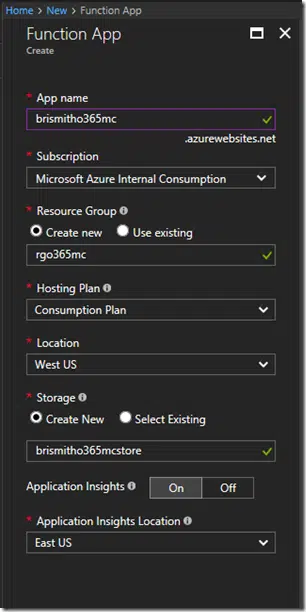 Home > New > Function App
Function App
Create
* App name
brismitho365mc
.azurewebsites.net
* Subscription
Microsoft Azure Internal Consumption
* Resource Group
Create new Use existing
rgo365mc
* Hosting Plan
Consumption Plan
* Location
West US
* Storage
Create New Select Existing
brismitho365mcstore
Application Insights On Off
* Application Insights Location
East US